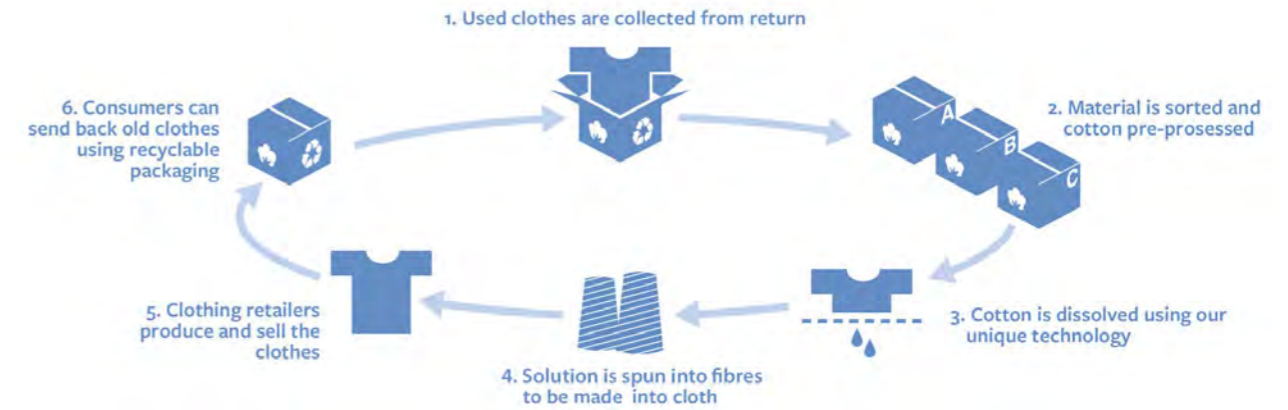 1. Used clothes are collected from return
2. Material is sorted and
cotton pre-prosessed
A
B
C
3. Cotton is dissolved using our
unique technology
4. Solution is spun into fibres
to be made into cloth
5. Clothing retailers
produce and sell the
clothes
6. Consumers can
send back old clothes
using recyclable
packaging